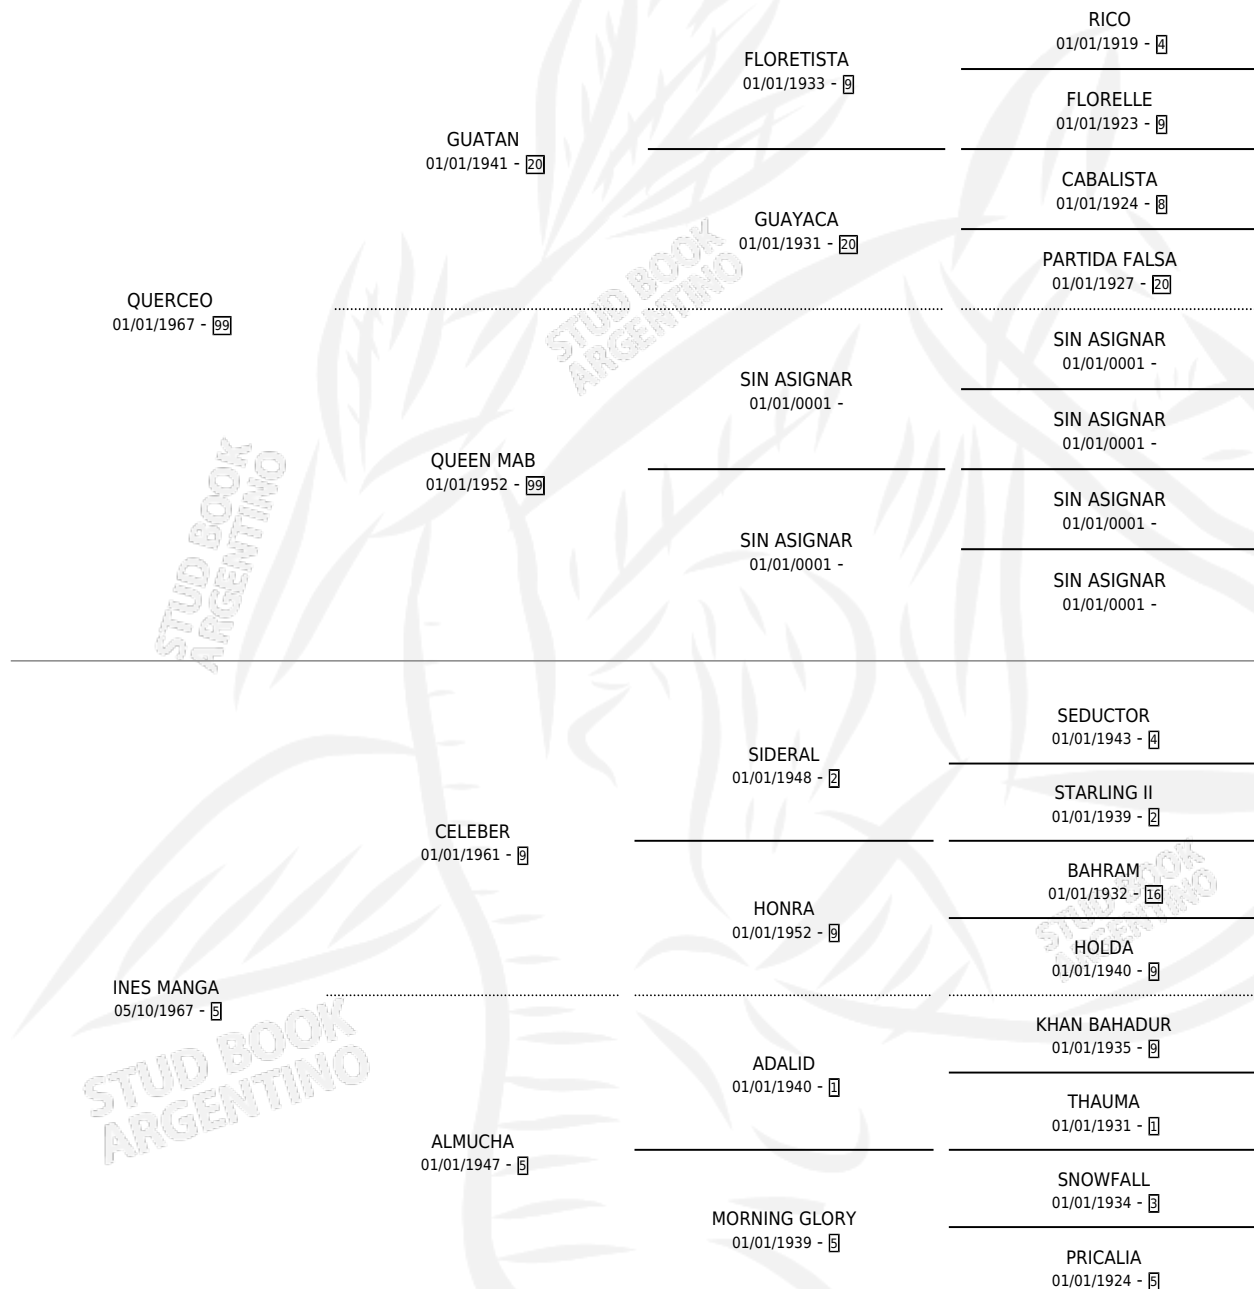 RICO
01/01/1919 - 4
FLORETISTA
01/01/1933 - 9
FLORELLE
01/01/1923 - 9
GUATAN
01/01/1941 - 20
CABALISTA
01/01/1924 - 8
GUAYACA
01/01/1931 - 20
PARTIDA FALSA
01/01/1927 - 20
QUERCEO
01/01/1967 - 99
SIN ASIGNAR
01/01/0001 -
SIN ASIGNAR
01/01/0001 -
SIN ASIGNAR
01/01/0001 -
QUEEN MAB
01/01/1952 - 99
SIN ASIGNAR
01/01/0001 -
SIN ASIGNAR
01/01/0001 -
SIN ASIGNAR
01/01/0001 -
STUD BOOK
ARGENTINO
STUD BOOK
ARGENTINO
SEDUCTOR
01/01/1943 - 4
SIDERAL
01/01/1948 - 2
STARLING II
01/01/1939 - 2
CELEBER
01/01/1961 - 9
BAHRAM
01/01/1932 - 16
HONRA
01/01/1952 - 9
HOLDA
01/01/1940 - 9
INES MANGA
05/10/1967 - 5
KHAN BAHADUR
01/01/1935 - 9
ADALID
01/01/1940 - 1
THAUMA
01/01/1931 - 1
ALMUCHA
01/01/1947 - 5
SNOWFALL
01/01/1934 - 3
MORNING GLORY
01/01/1939 - 5
PRICALIA
01/01/1924 - 5
STUD BOOK
ARGENTINO
STUD BOOK
ARGENTINO